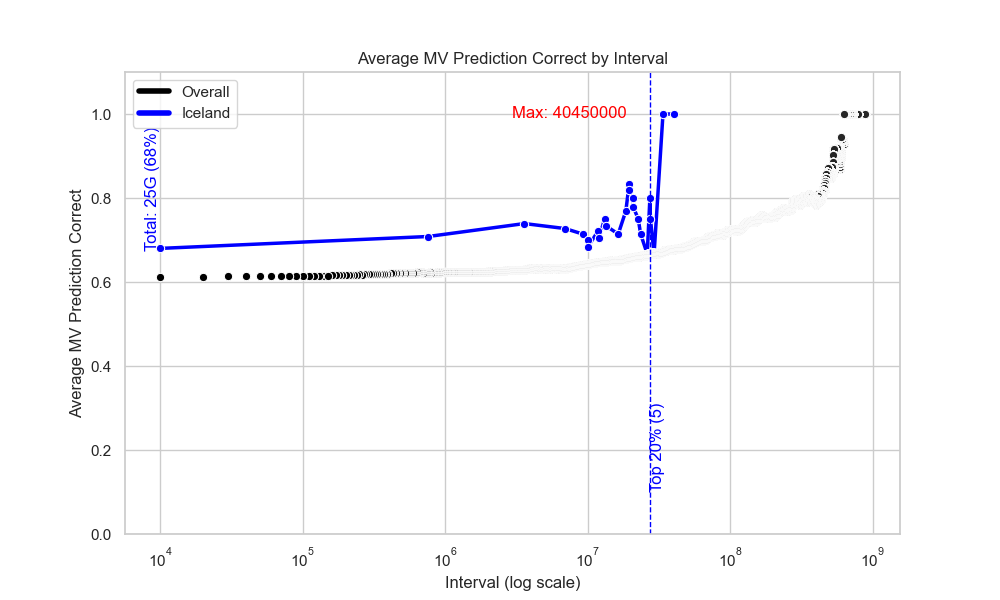 Average MV Prediction Correct by Interval
Overall
Iceland
Max: 40450000
Total: 25G (68%)
Top 20% (5)
Average MV Prediction Correct
1.0
0.8
0.6
0.4
0.2
0.0
10^4
10^5
10^6
10^7
10^8
10^9
Interval (log scale)